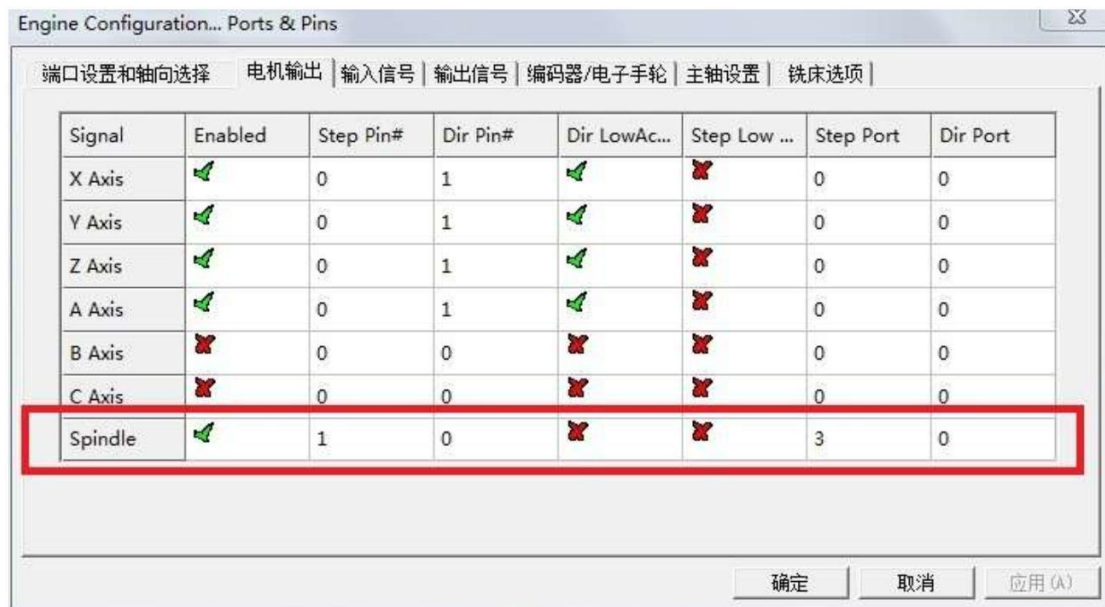 Engine Configuration... Ports & Pins
端口设置和轴向选择 电机输出 输入信号 输出信号 编码器/电子手轮 主轴设置 铣床选项
Signal Enabled Step Pin# Dir Pin# Dir LowAc... Step Low ... Step Port Dir Port
X Axis 0 1 0 0
Y Axis 0 1 0 0
Z Axis 0 1 0 0
A Axis 0 1 0 0
B Axis 0 0 0 0
C Axis 0 0 0 0
Spindle 1 0 3 0
确定 取消 应用(A)